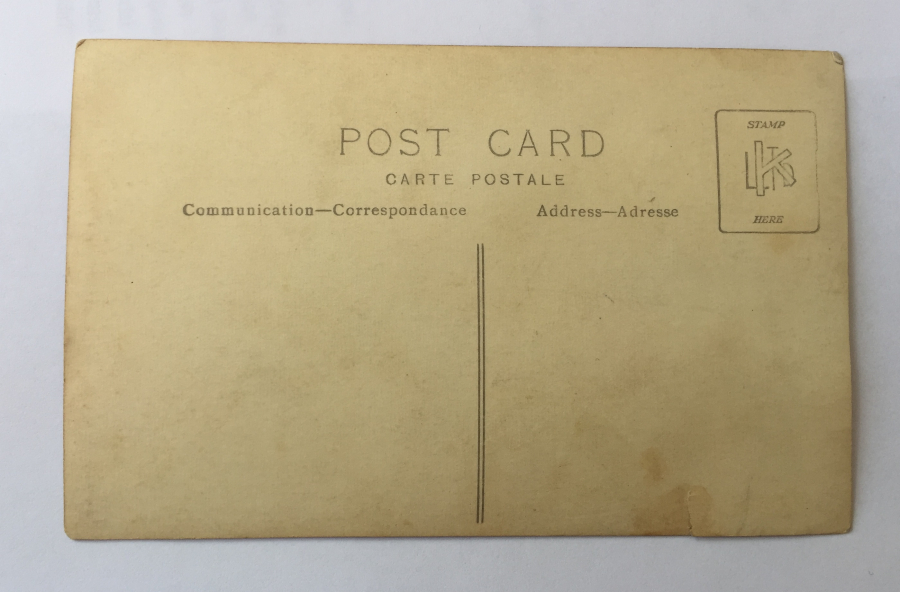 POST CARD
CARTE POSTALE
Communication—Correspondance
Address—Adresse
STAMP
HERE